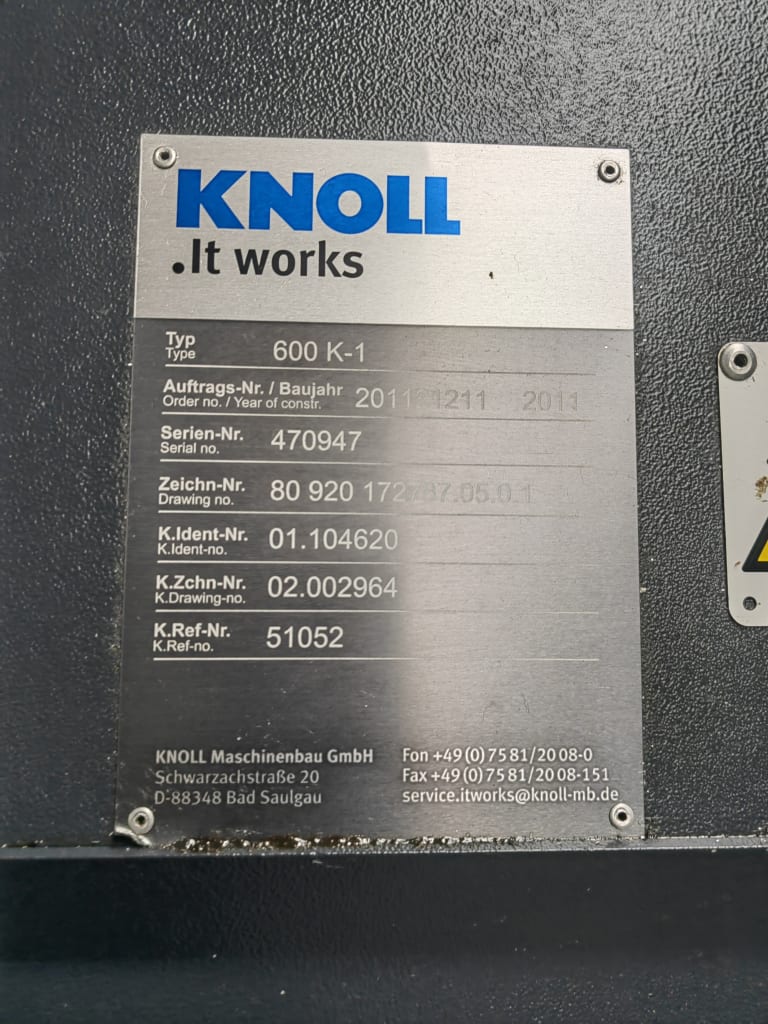 KNOLL
.It works
Typ
Type 600 K-1
Auftrags-Nr. / Baujahr
Order no. / Year of constr. 2011
Serien-Nr.
Serial no. 470947
Zeichn-Nr.
Drawing no. 80 920
K.Ident-Nr.
K.Ident-no. 01.104620
K.Zchn-Nr.
K.Drawing-no. 02.002964
K.Ref-Nr.
K.Ref-no. 51052
KNOLL Maschinenbau GmbH
Schwarzachstraße 20
D-88348 Bad Saulgau
Fon +49 (0) 75 81/20 08-0
Fax +49 (0) 75 81/20 08-151
service.itworks@knoll-mb.de